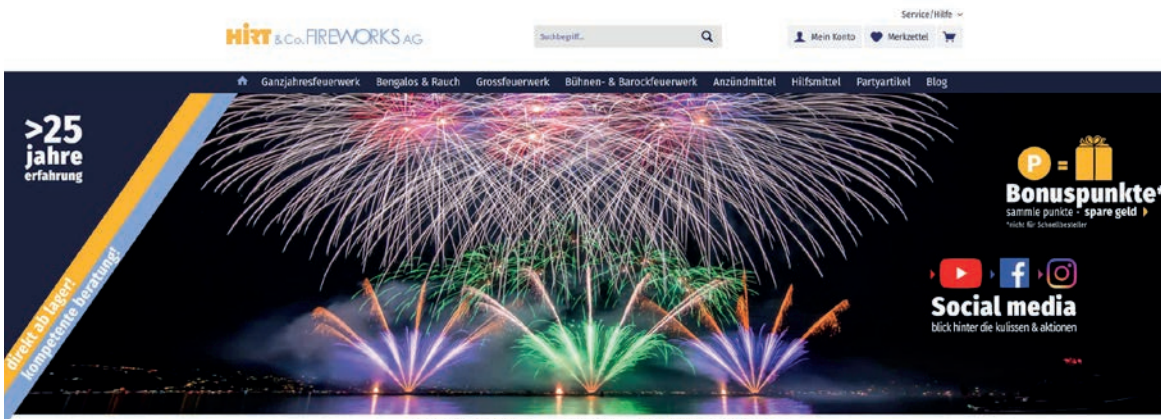 Service/Hilfe
HiRT & Co. FIREWORKS AG
Suchbegriff...
Mein Konto
Merkzettel
Ganzjahresfeuerwerk Bengalos & Rauch Grossfeuerwerk Bühnen- & Barockfeuerwerk Anzündmittel Hilfsmittel Partyartikel Blog
>25
jahre
erfahrung
direkt ab lager!
kompetente beratung!
P =
Bonuspunkte*
sammle punkte - spare geld
*nicht für Schnellbesteller
Social media
blick hinter die kulissen & aktionen